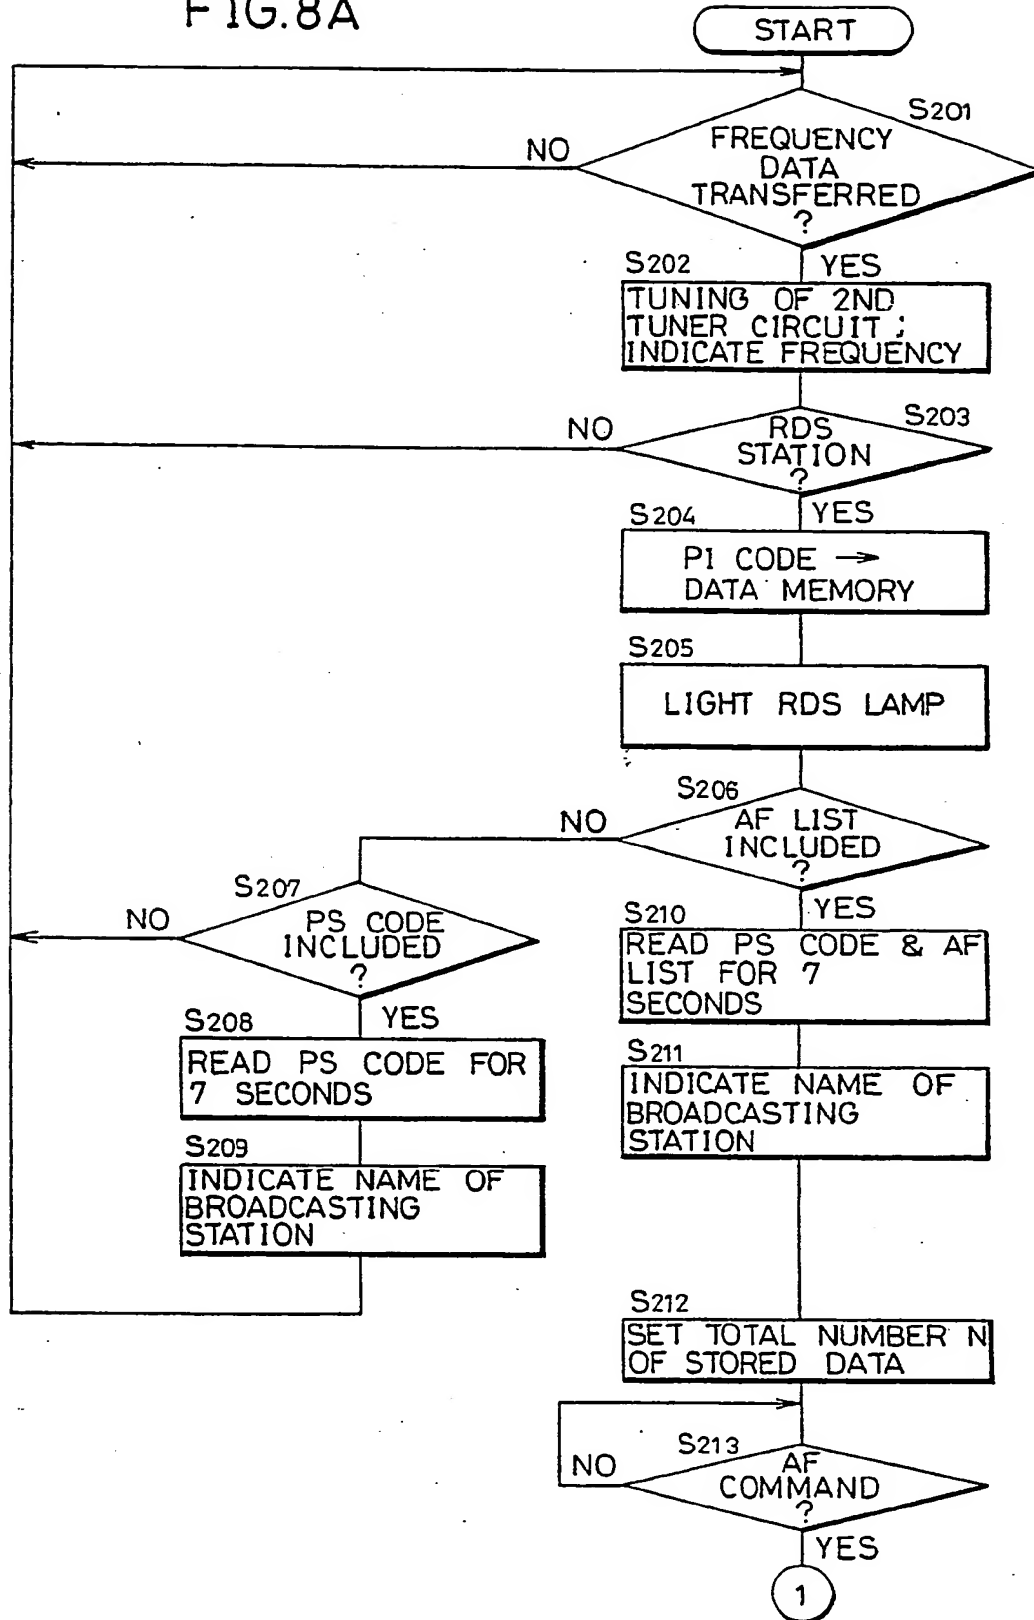 FIG.8A
START
S201
FREQUENCY
DATA
TRANSFERRED
?
NO
YES
S202
TUNING OF 2ND
TUNER CIRCUIT ;
INDICATE FREQUENCY
S203
RDS
STATION
?
NO
YES
S204
PI CODE →
DATA MEMORY
S205
LIGHT RDS LAMP
S206
AF LIST
INCLUDED
?
NO
YES
S207
PS CODE
INCLUDED
?
NO
YES
S208
READ PS CODE FOR
7 SECONDS
S209
INDICATE NAME OF
BROADCASTING
STATION
S210
READ PS CODE & AF
LIST FOR 7
SECONDS
S211
INDICATE NAME OF
BROADCASTING
STATION
S212
SET TOTAL NUMBER N
OF STORED DATA
S213
AF
COMMAND
?
NO
YES
1